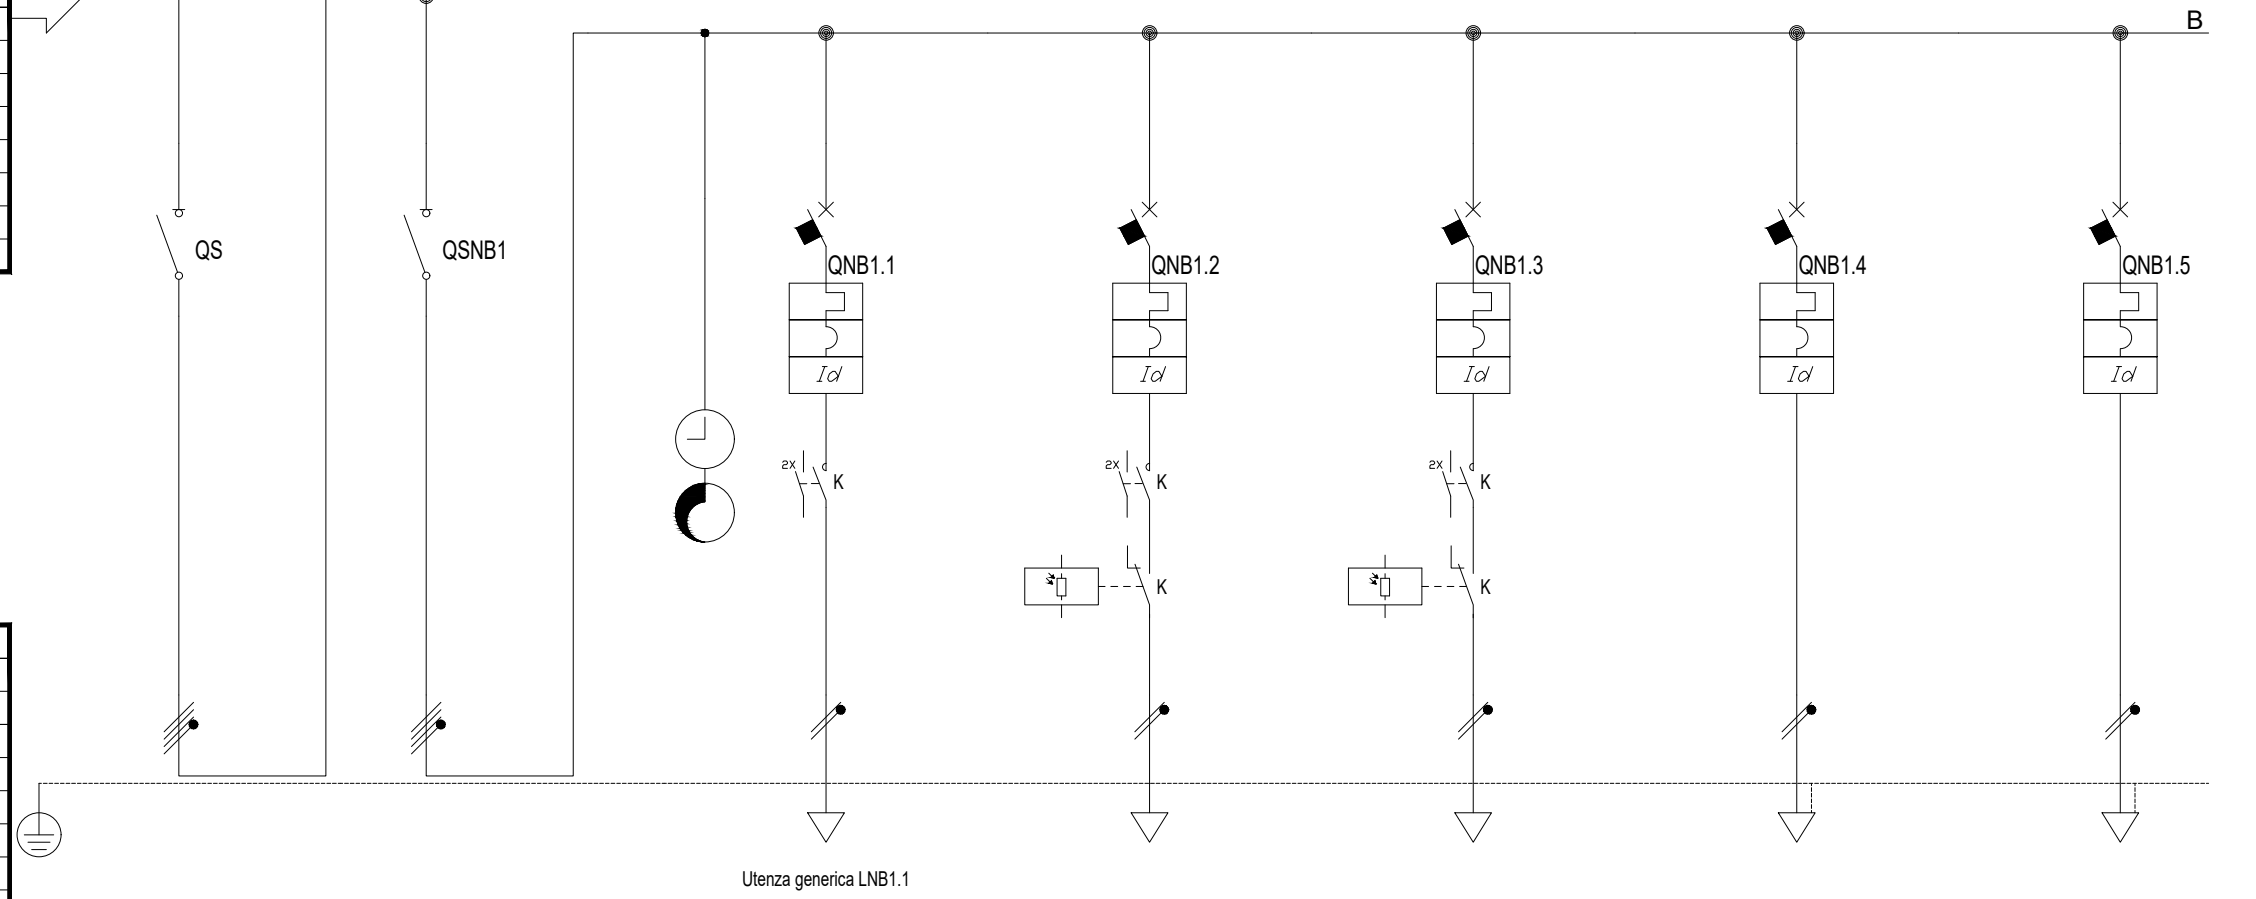 B
QS
QSNB1
QNB1.1
QNB1.2
QNB1.3
QNB1.4
QNB1.5
Id
Id
Id
Id
Id
2X
K
2X
K
2X
K
K
K
Utenza generica LNB1.1